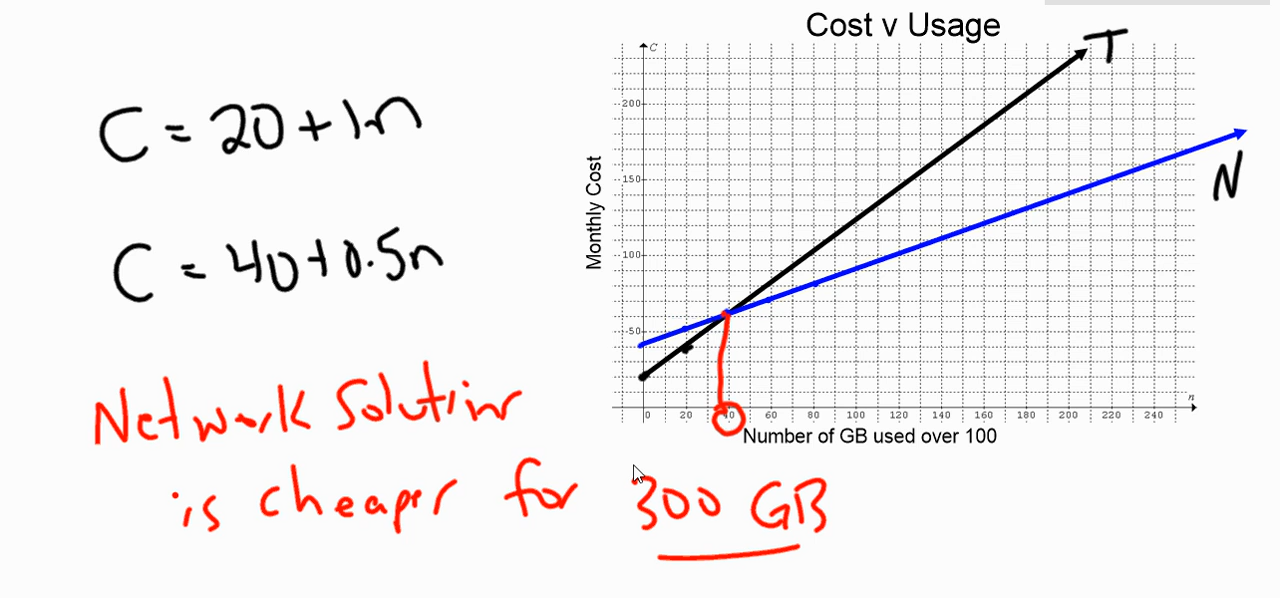 Cost v Usage
C = 20 + 1n
C = 40 + 0.5n
Network Solutions
is cheaper for 300 GB
C
T
N
Monthly Cost
200
150
100
50
0 20 40 60 80 100 120 140 160 180 200 220 240
n
Number of GB used over 100